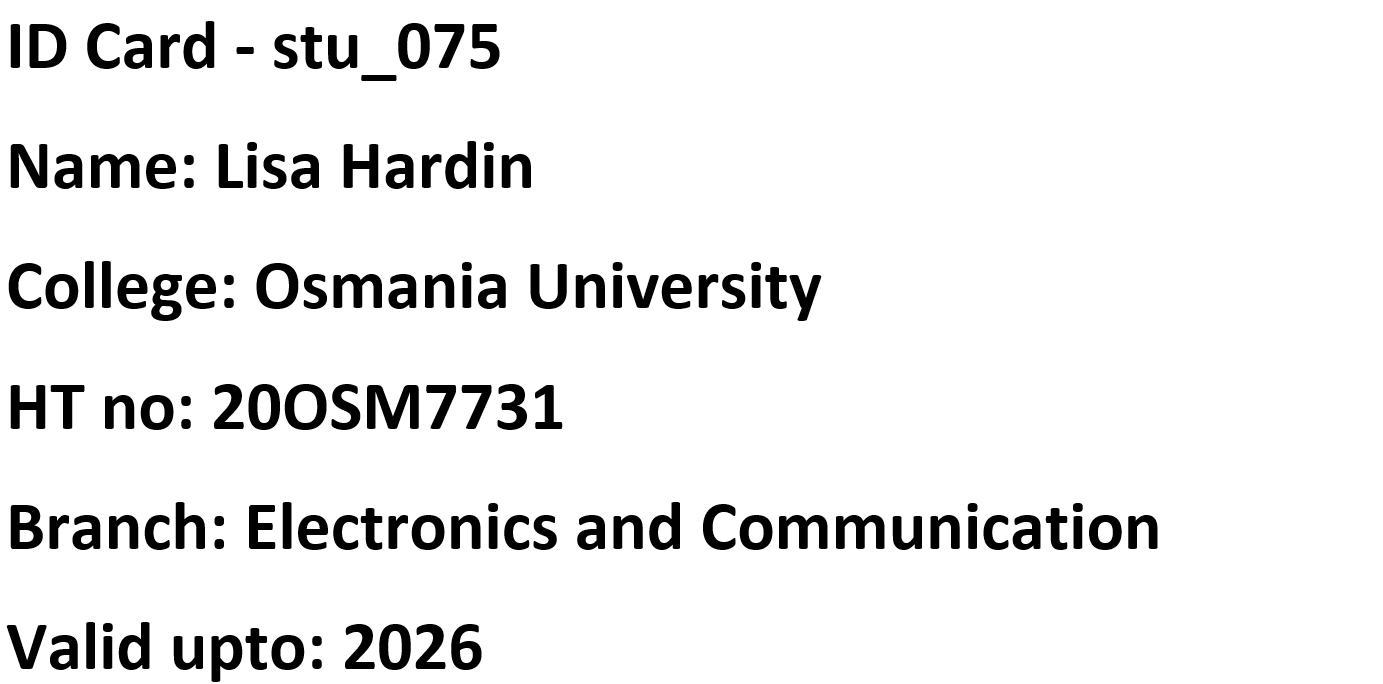 ID Card - stu_075
Name: Lisa Hardin
College: Osmania University
HT no: 20OSM7731
Branch: Electronics and Communication
Valid upto: 2026